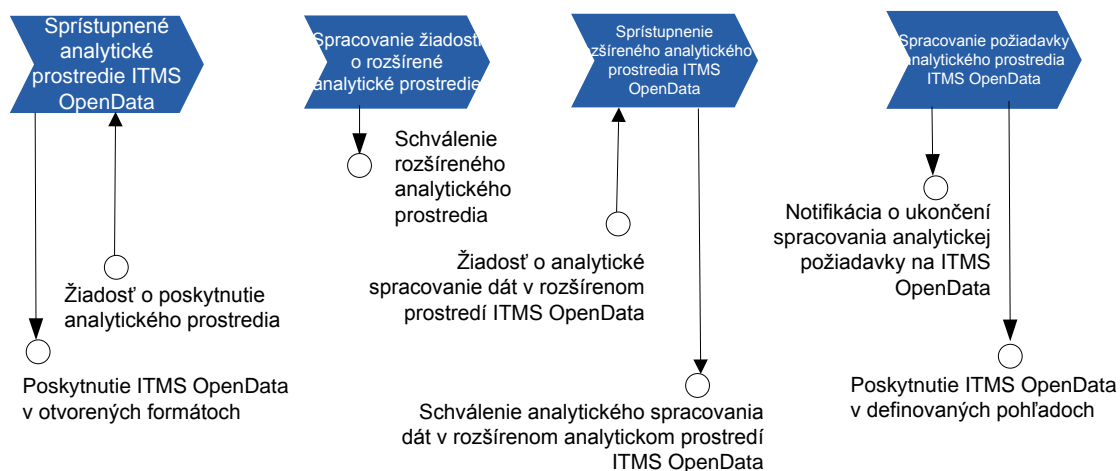 Sprístupnené
analytické
prostredie ITMS
OpenData
Spracovanie žiadosti
o rozšírené
analytické prostredie
Sprístupnenie
rozšíreného analytického
prostredia ITMS
OpenData
Spracovanie požiadavky
analytického prostredia
ITMS OpenData
Schválenie
rozšíreného
analytického
prostredia
Žiadosť o poskytnutie
analytického prostredia
Poskytnutie ITMS OpenData
v otvorených formátoch
Žiadosť o analytické
spracovanie dát v rozšírenom
prostredí ITMS OpenData
Schválenie analytického spracovania
dát v rozšírenom analytickom prostredí
ITMS OpenData
Notifikácia o ukončení
spracovania analytickej
požiadavky na ITMS
OpenData
Poskytnutie ITMS OpenData
v definovaných pohľadoch